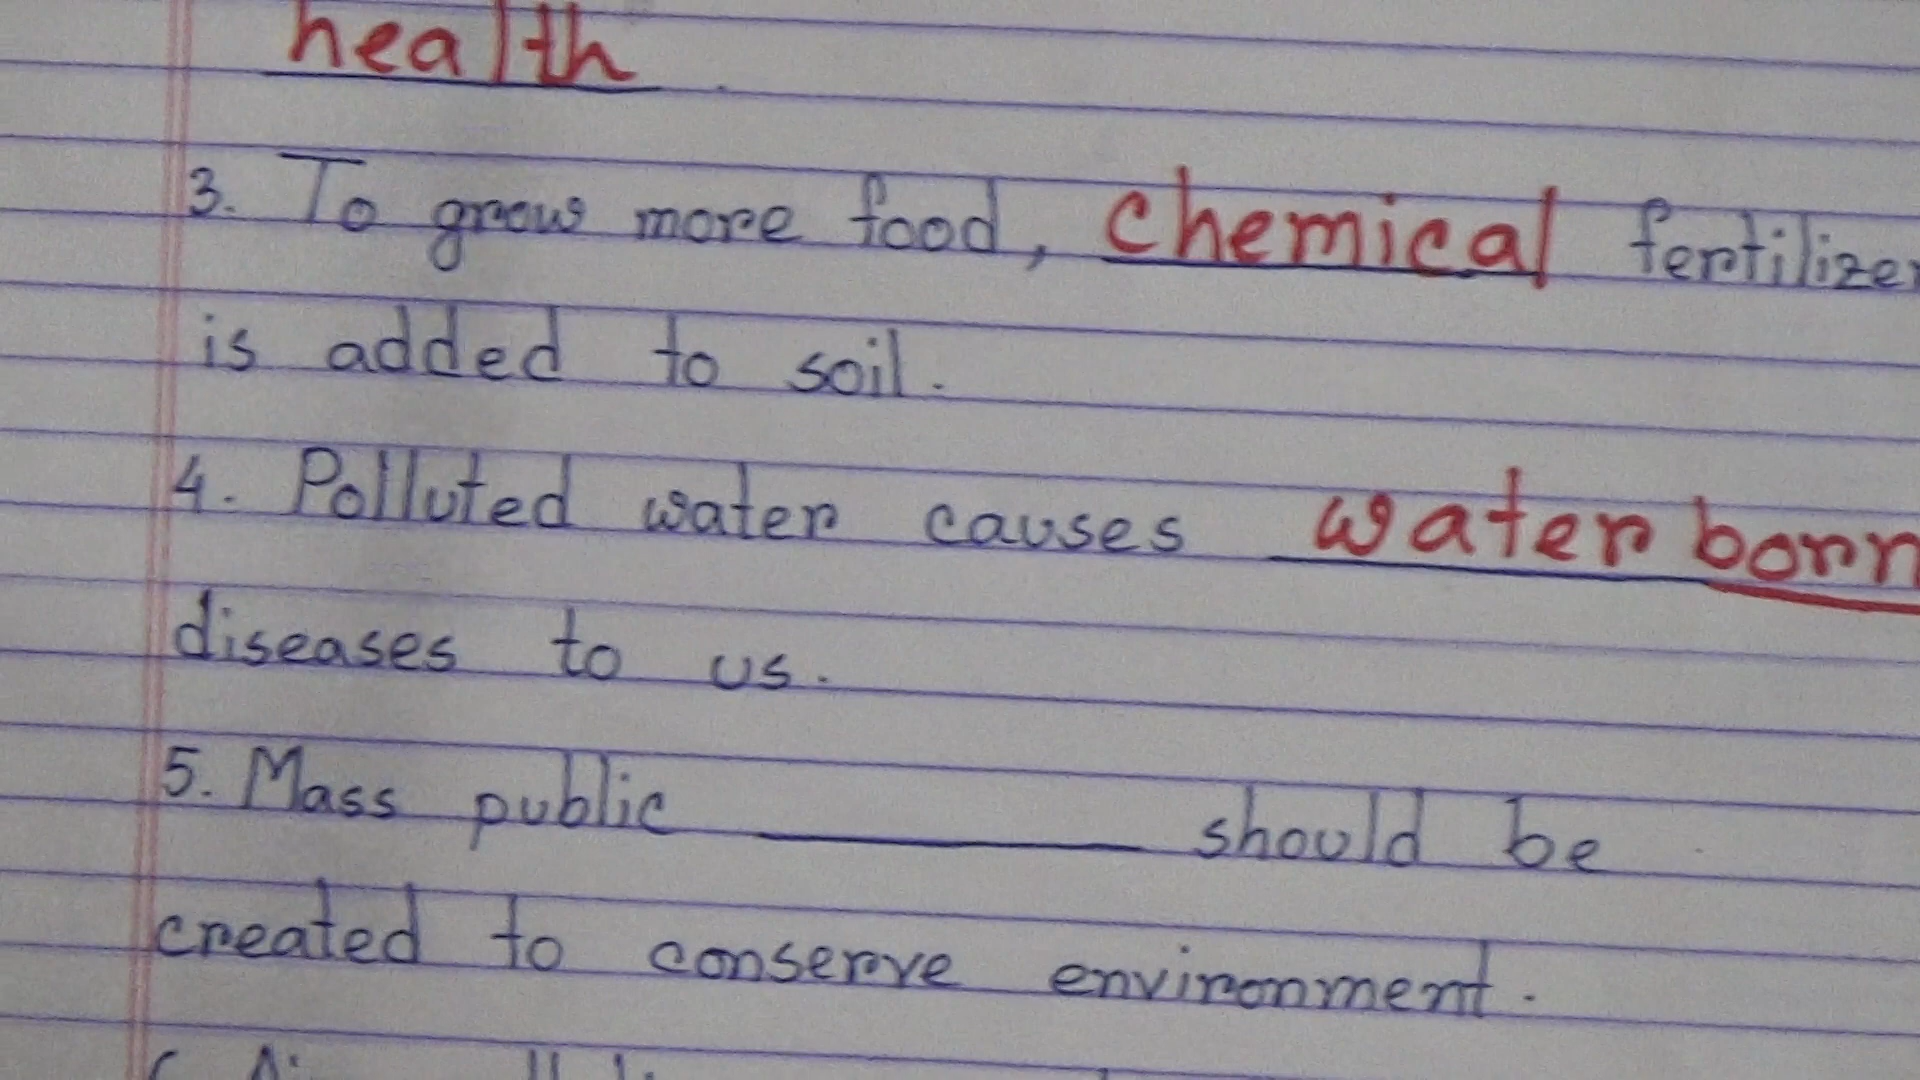 health
3. To grow more food, chemical fertilizer
is added to soil.
4. Polluted water causes water born
diseases to us.
5. Mass public ________ should be
created to conserve environment.